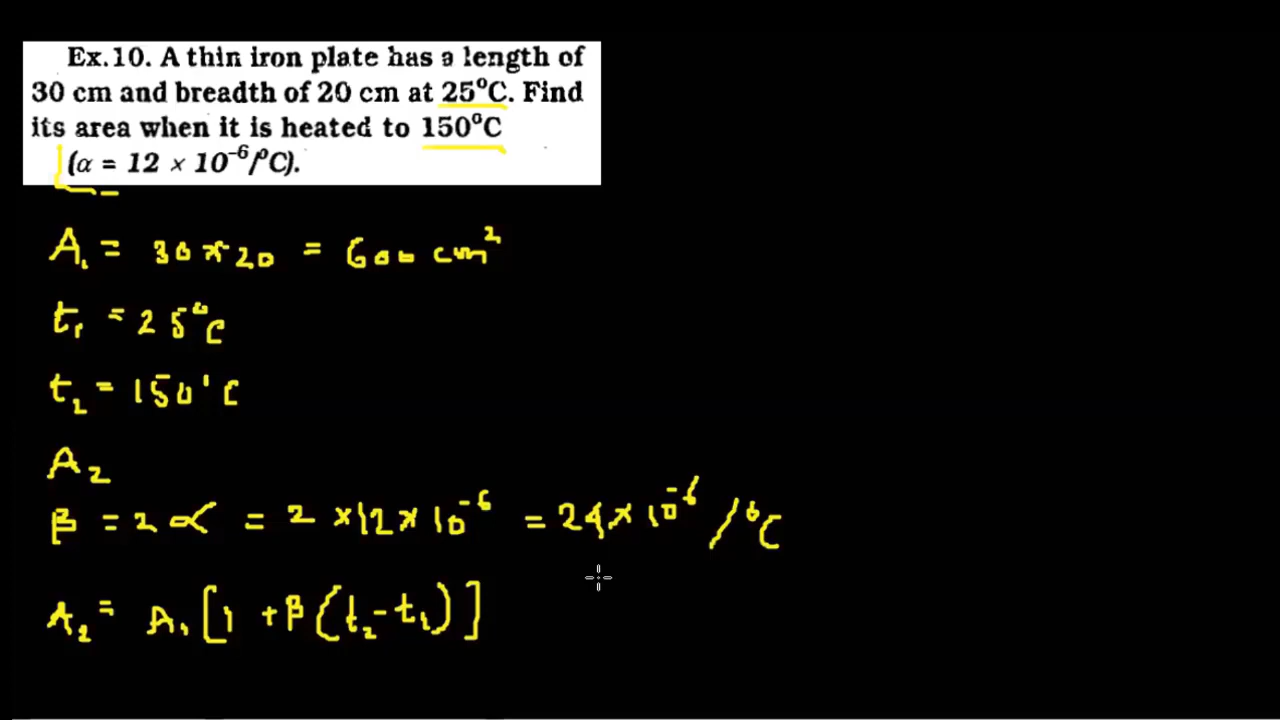 Ex.10. A thin iron plate has a length of
30 cm and breadth of 20 cm at 25°C. Find
its area when it is heated to 150°C
(α = 12 × 10⁻⁶/°C).
A₁ = 30 × 20 = 600 cm²
t₁ = 25°C
t₂ = 150°C
A₂
β = 2α = 2 × 12 × 10⁻⁶ = 24 × 10⁻⁶ /°C
A₂ = A₁ [1 + β (t₂ - t₁)]